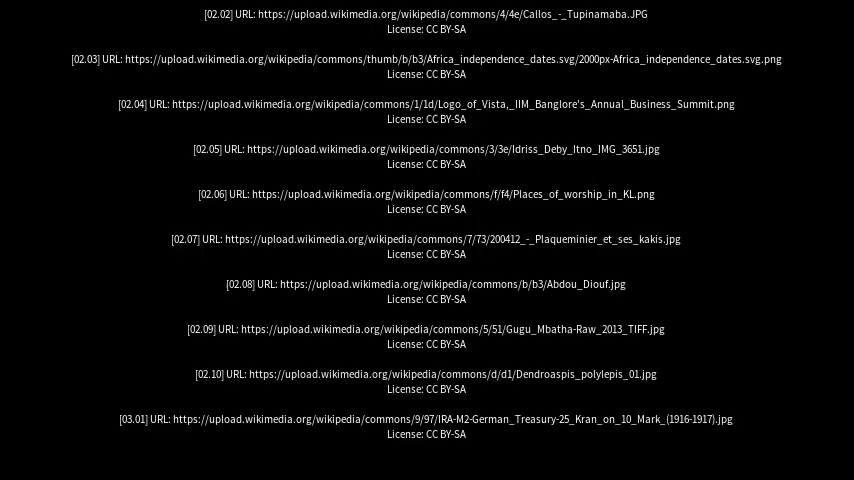 [02.02] URL: https://upload.wikimedia.org/wikipedia/commons/4/4e/Callos_-_Tupinamaba.JPG
License: CC BY-SA
[02.03] URL: https://upload.wikimedia.org/wikipedia/commons/thumb/b/b3/Africa_independence_dates.svg/2000px-Africa_independence_dates.svg.png
License: CC BY-SA
[02.04] URL: https://upload.wikimedia.org/wikipedia/commons/1/1d/Logo_of_Vista,_IIM_Banglore's_Annual_Business_Summit.png
License: CC BY-SA
[02.05] URL: https://upload.wikimedia.org/wikipedia/commons/3/3e/Idriss_Deby_Itno_IMG_3651.jpg
License: CC BY-SA
[02.06] URL: https://upload.wikimedia.org/wikipedia/commons/f/f4/Places_of_worship_in_KL.png
License: CC BY-SA
[02.07] URL: https://upload.wikimedia.org/wikipedia/commons/7/73/200412_-_Plaqueminier_et_ses_kakis.jpg
License: CC BY-SA
[02.08] URL: https://upload.wikimedia.org/wikipedia/commons/b/b3/Abdou_Diouf.jpg
License: CC BY-SA
[02.09] URL: https://upload.wikimedia.org/wikipedia/commons/5/51/Gugu_Mbatha-Raw_2013_TIFF.jpg
License: CC BY-SA
[02.10] URL: https://upload.wikimedia.org/wikipedia/commons/d/d1/Dendroaspis_polylepis_01.jpg
License: CC BY-SA
[03.01] URL: https://upload.wikimedia.org/wikipedia/commons/9/97/IRA-M2-German_Treasury-25_Kran_on_10_Mark_(1916-1917).jpg
License: CC BY-SA